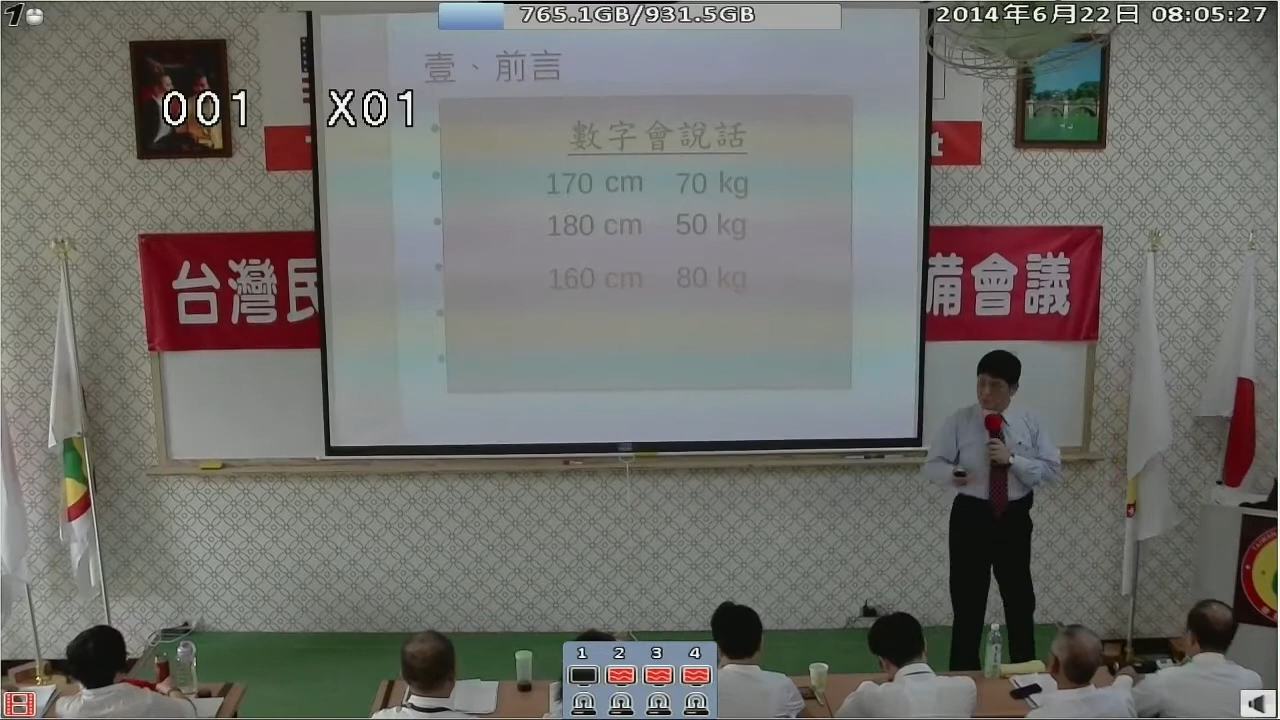 765.1GB/931.5GB
2014年6月22日 08:05:27
1
001 X01
壹、前言
數字會說話
170 cm 70 kg
180 cm 50 kg
160 cm 80 kg
t
台灣民
備會議
1 2 3 4